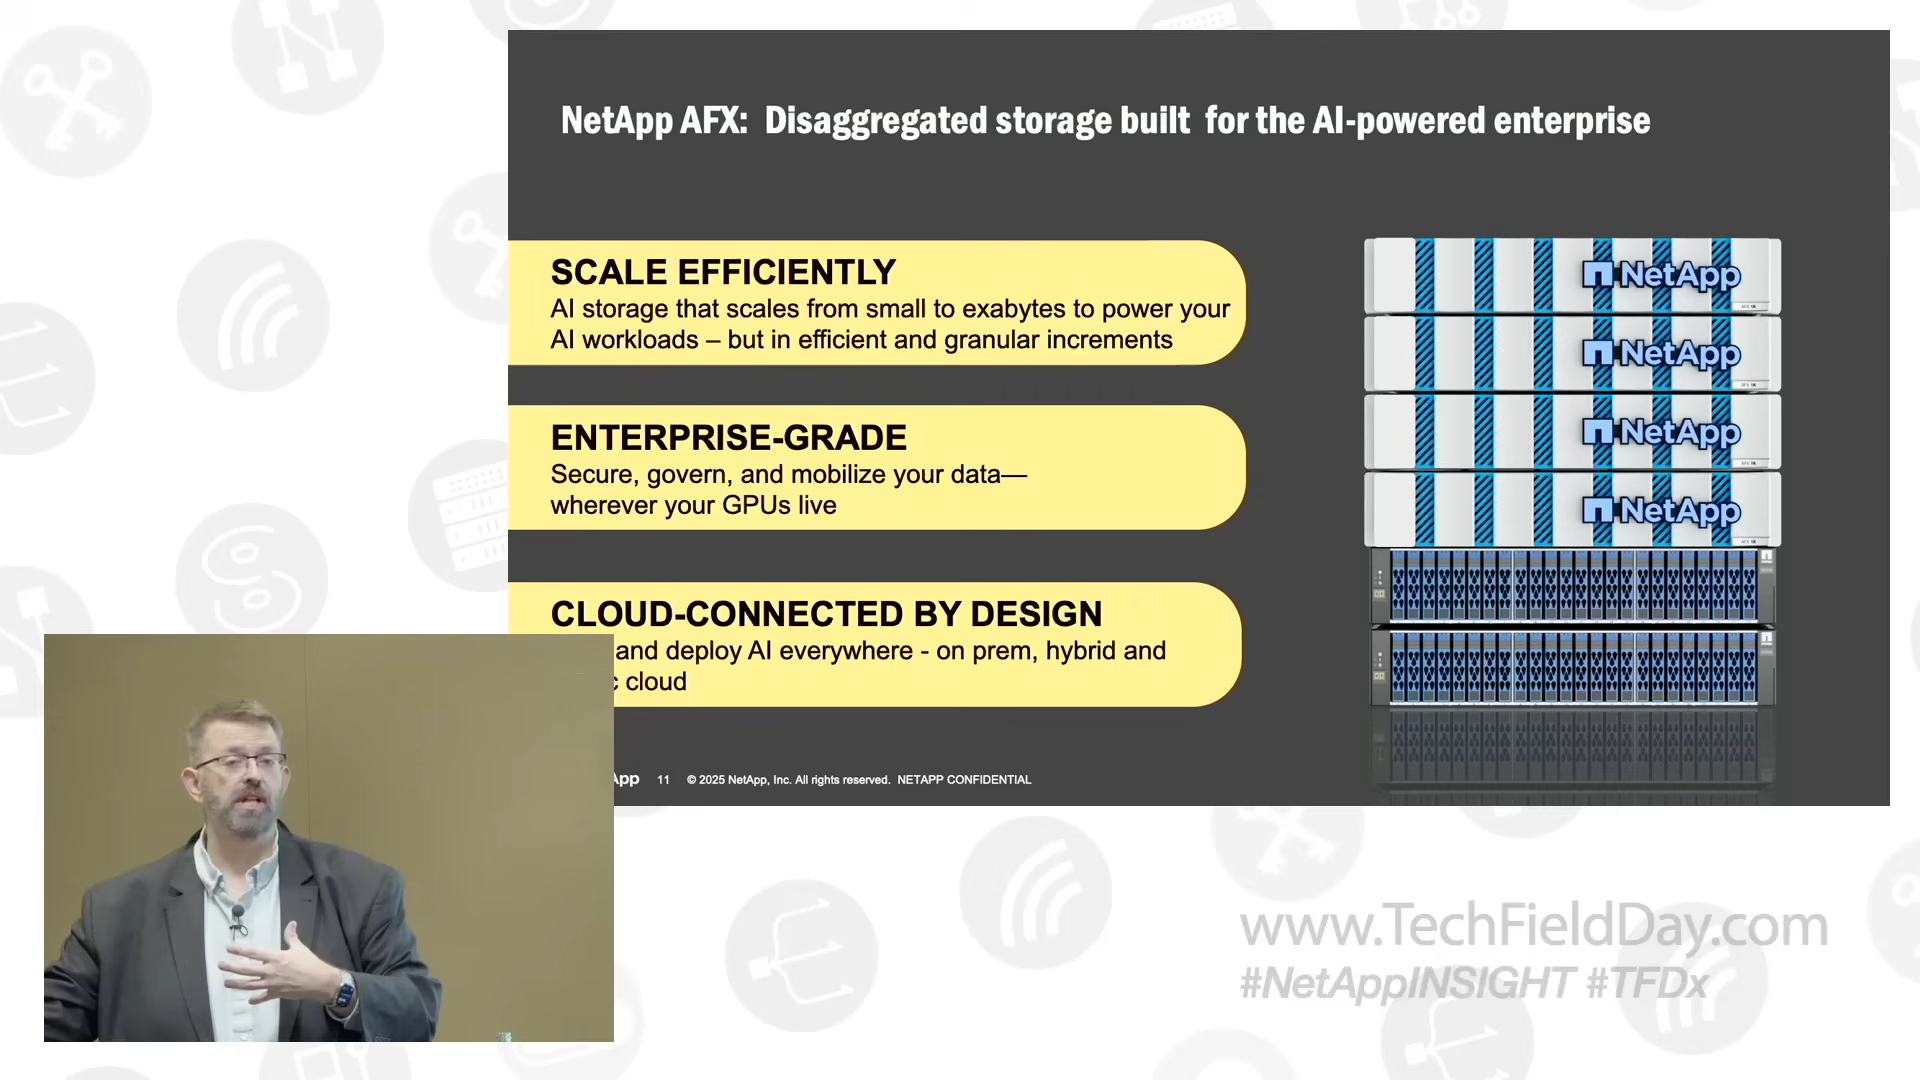 NetApp AFX: Disaggregated storage built for the AI-powered enterprise
SCALE EFFICIENTLY
AI storage that scales from small to exabytes to power your
AI workloads – but in efficient and granular increments
ENTERPRISE-GRADE
Secure, govern, and mobilize your data—
wherever your GPUs live
CLOUD-CONNECTED BY DESIGN
and deploy AI everywhere - on prem, hybrid and
cloud
NetApp
NetApp
NetApp
NetApp
11 © 2025 NetApp, Inc. All rights reserved. NETAPP CONFIDENTIAL
www.TechFieldDay.com
#NetAppINSIGHT #TFDx